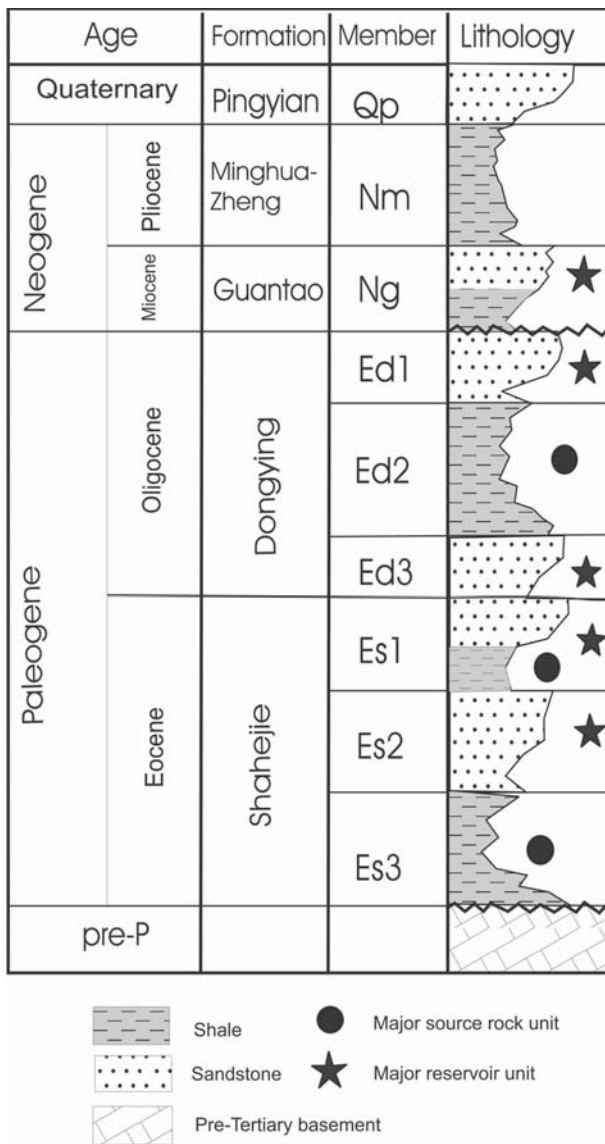 Age Formation Member Lithology
Quaternary Pingyian Qp
Neogene
Pliocene
Minghua-
Zheng
Nm
Miocene
Guantao Ng
Paleogene
Oligocene
Dongying
Ed1
Ed2
Ed3
Eocene
Shahejie
Es1
Es2
Es3
pre-P
Shale
Major source rock unit
Sandstone
Major reservoir unit
Pre-Tertiary basement